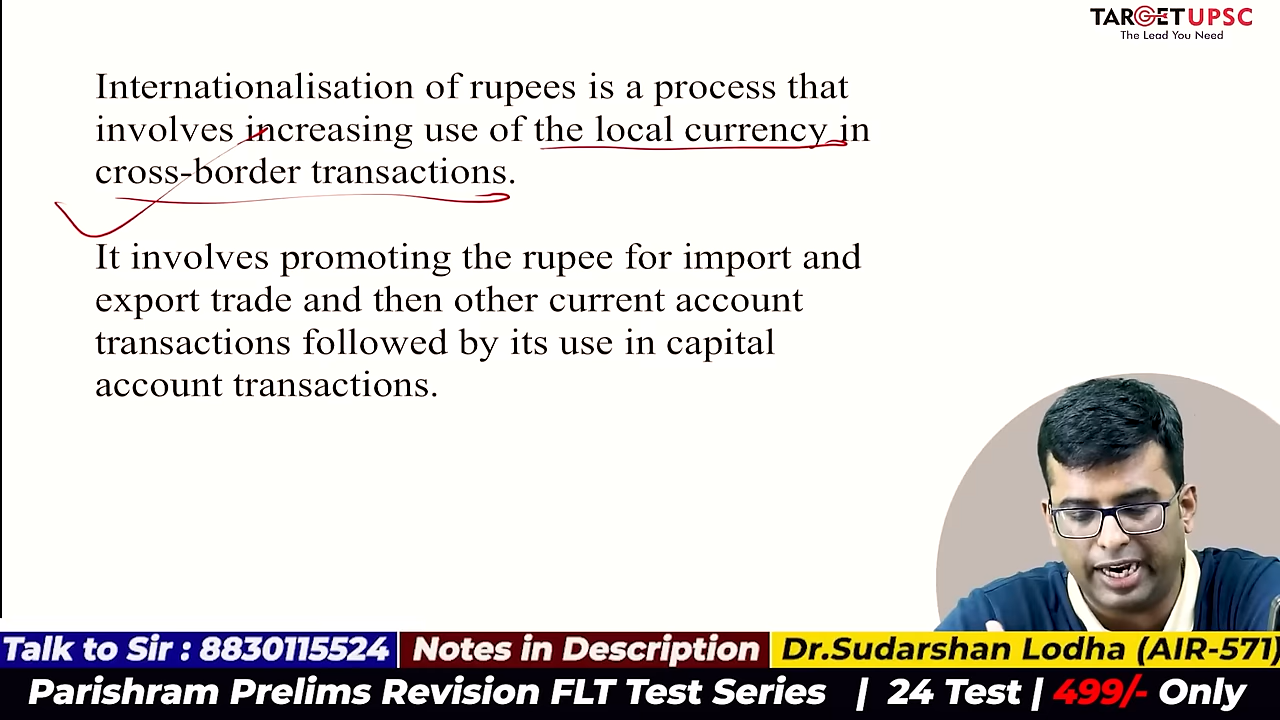 TARGETUPSC
The Lead You Need
Internationalisation of rupees is a process that
involves increasing use of the local currency in
cross-border transactions.
It involves promoting the rupee for import and
export trade and then other current account
transactions followed by its use in capital
account transactions.
Talk to Sir : 8830115524 Notes in Description Dr.Sudarshan Lodha (AIR-571)
Parishram Prelims Revision FLT Test Series | 24 Test | 499/- Only